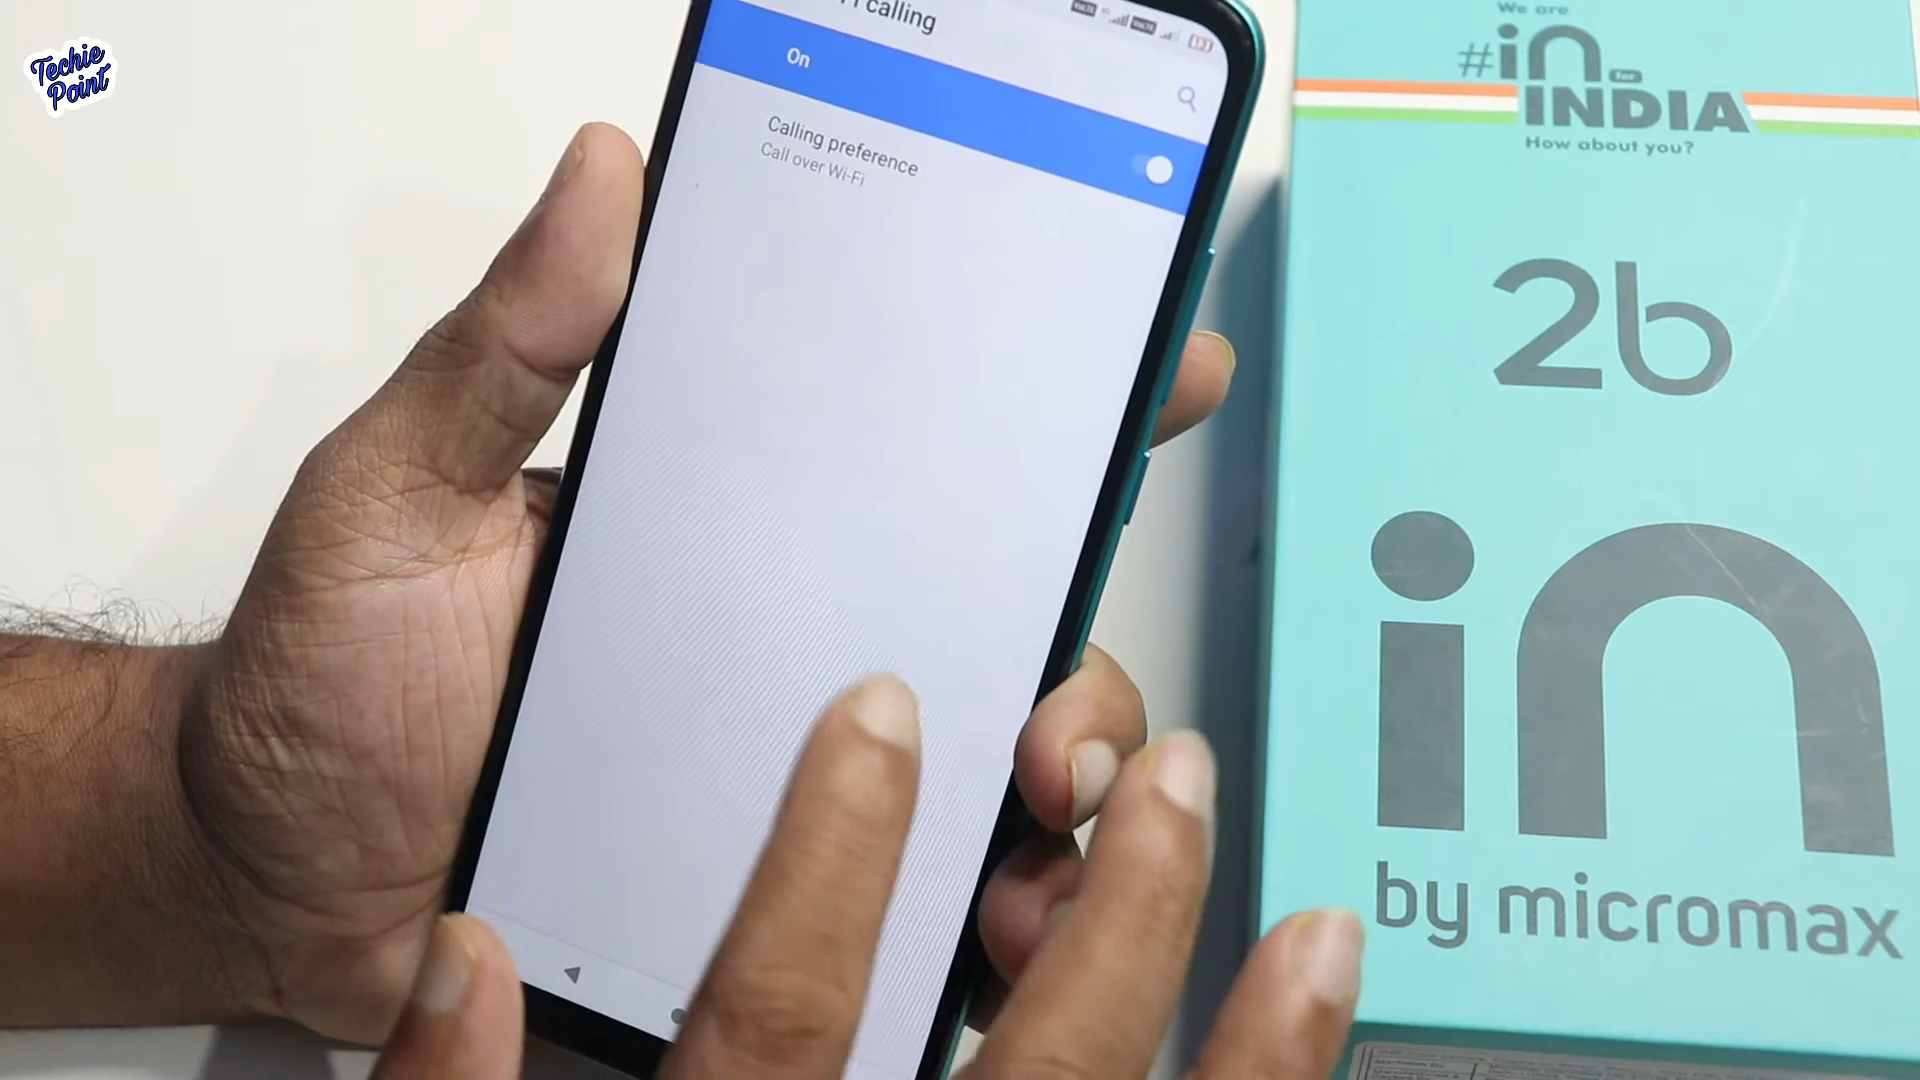 Techie
Point
calling
On
Calling preference
Call over Wi-Fi
We are
#in
for
INDIA
How about you?
2b
in
by micromax